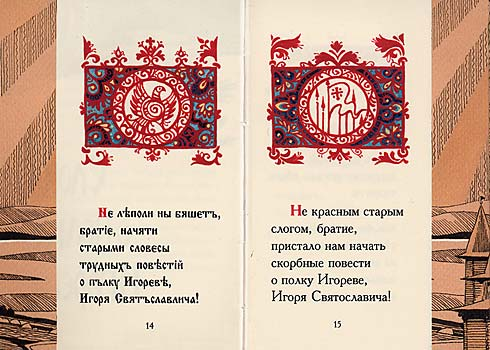 Не лѣполи ны бяшетъ,
братіе, начяти
старыми словесы
трудныхъ повѣстій
о пълку Игоревѣ,
Игоря Святъславлича!
14
Не красным старым
слогом, братие,
пристало нам начать
скорбные повести
о полку Игореве,
Игоря Святославича!
15